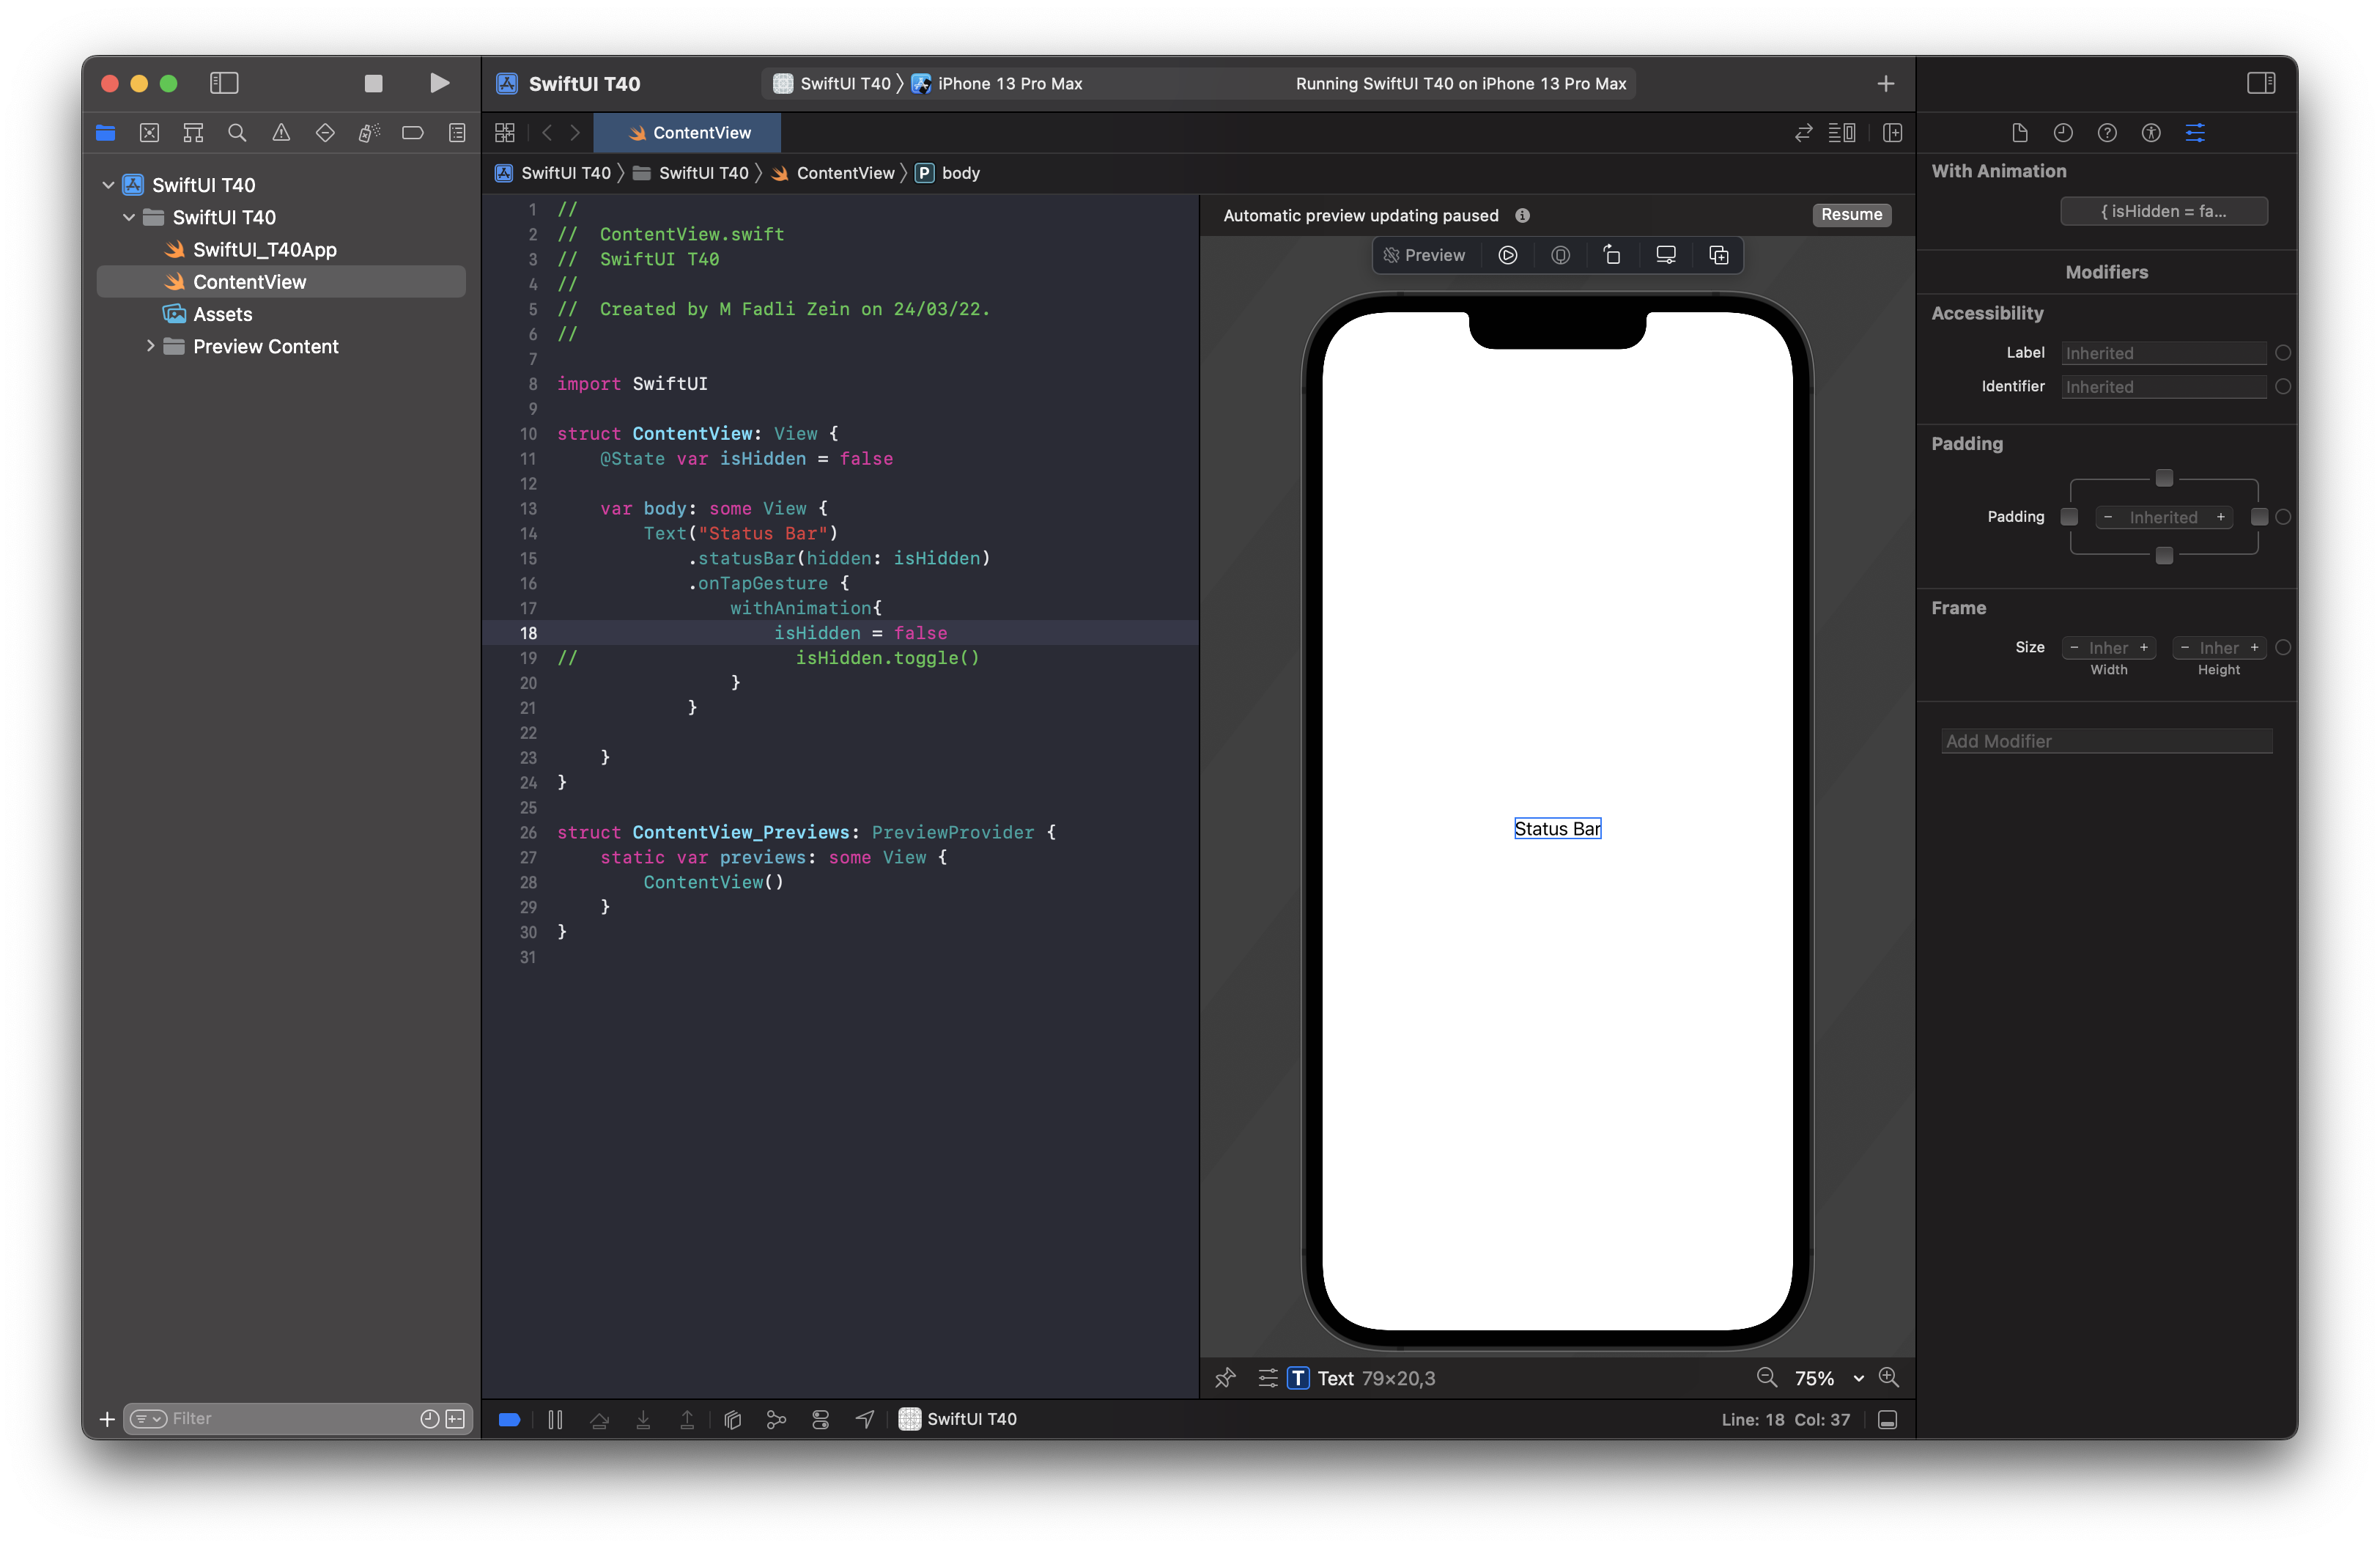 SwiftUI T40
SwiftUI T40 〉 iPhone 13 Pro Max
Running SwiftUI T40 on iPhone 13 Pro Max
ContentView
SwiftUI T40 〉 SwiftUI T40 〉 ContentView 〉 P body
SwiftUI T40
SwiftUI T40
SwiftUI_T40App
ContentView
Assets
Preview Content
Filter
1 //
2 //  ContentView.swift
3 //  SwiftUI T40
4 //
5 //  Created by M Fadli Zein on 24/03/22.
6 //
7
8 import SwiftUI
9
10 struct ContentView: View {
11     @State var isHidden = false
12
13     var body: some View {
14         Text("Status Bar")
15             .statusBar(hidden: isHidden)
16             .onTapGesture {
17                 withAnimation{
18                     isHidden = false
19 //                    isHidden.toggle()
20                 }
21             }
22
23     }
24 }
25
26 struct ContentView_Previews: PreviewProvider {
27     static var previews: some View {
28         ContentView()
29     }
30 }
31
Automatic preview updating paused
Resume
Preview
Status Bar
T Text 79×20,3
75%
SwiftUI T40
Line: 18 Col: 37
With Animation
{ isHidden = fa...
Modifiers
Accessibility
Label Inherited
Identifier Inherited
Padding
Padding − Inherited +
Frame
Size − Inher + − Inher +
Width Height
Add Modifier